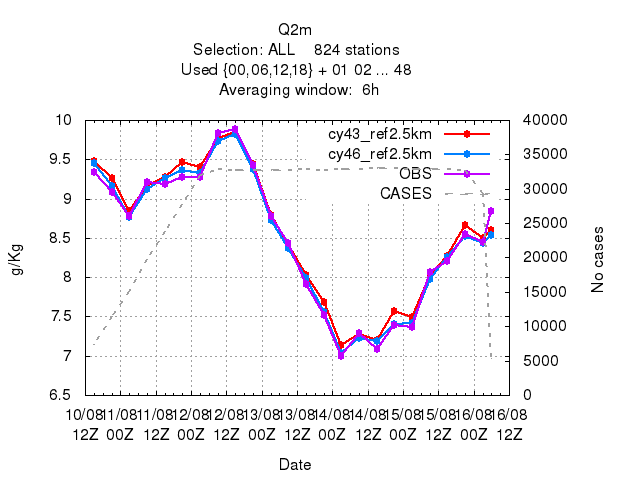 Q2m
Selection: ALL    824 stations
Used {00,06,12,18} + 01 02 ... 48
Averaging window:  6h
cy43_ref2.5km
cy46_ref2.5km
OBS
CASES
g/Kg
10
9.5
9
8.5
8
7.5
7
6.5
No cases
40000
35000
30000
25000
20000
15000
10000
5000
0
10/08 11/08 11/08 12/08 12/08 13/08 13/08 14/08 14/08 15/08 15/08 16/08 16/08
12Z 00Z 12Z 00Z 12Z 00Z 12Z 00Z 12Z 00Z 12Z 00Z 12Z
Date